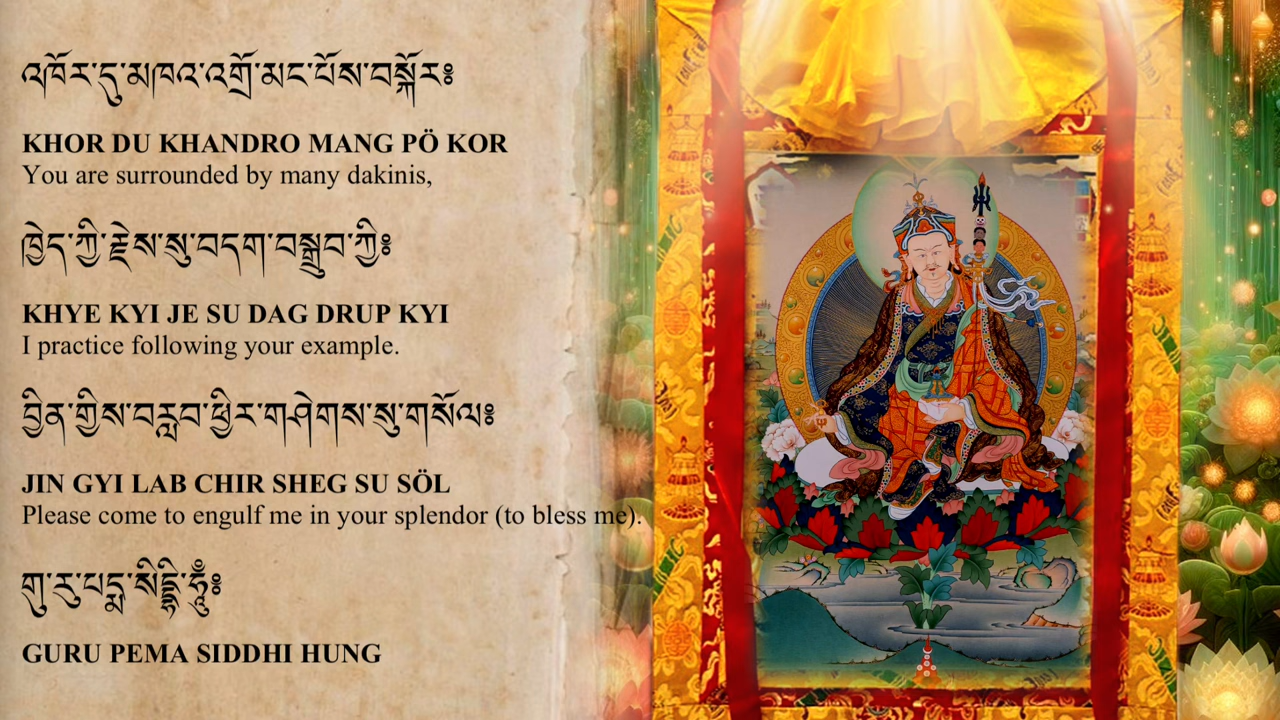 འཁོར་དུ་མཁའ་འགྲོ་མང་པོས་བསྐོར༔
KHOR DU KHANDRO MANG PÖ KOR
You are surrounded by many dakinis,
ཁྱེད་ཀྱི་རྗེས་སུ་བདག་བསྒྲུབ་ཀྱི༔
KHYE KYI JE SU DAG DRUP KYI
I practice following your example.
བྱིན་གྱིས་བརླབ་ཕྱིར་གཤེགས་སུ་གསོལ༔
JIN GYI LAB CHIR SHEG SU SÖL
Please come to engulf me in your splendor (to bless me).
གུ་རུ་པདྨ་སིདྡྷི་ཧཱུྃ༔
GURU PEMA SIDDHI HUNG